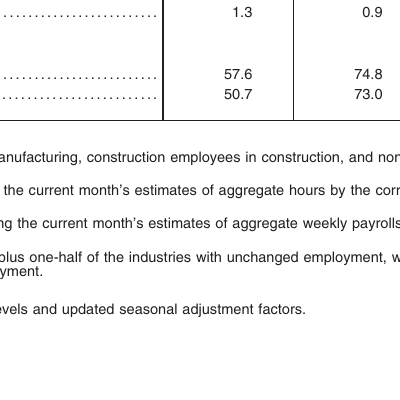 .......................... 1.3 0.9
.......................... 57.6 74.8
.......................... 50.7 73.0
anufacturing, construction employees in construction, and non
the current month's estimates of aggregate hours by the corr
ng the current month's estimates of aggregate weekly payrolls
plus one-half of the industries with unchanged employment, w
yment.
evels and updated seasonal adjustment factors.